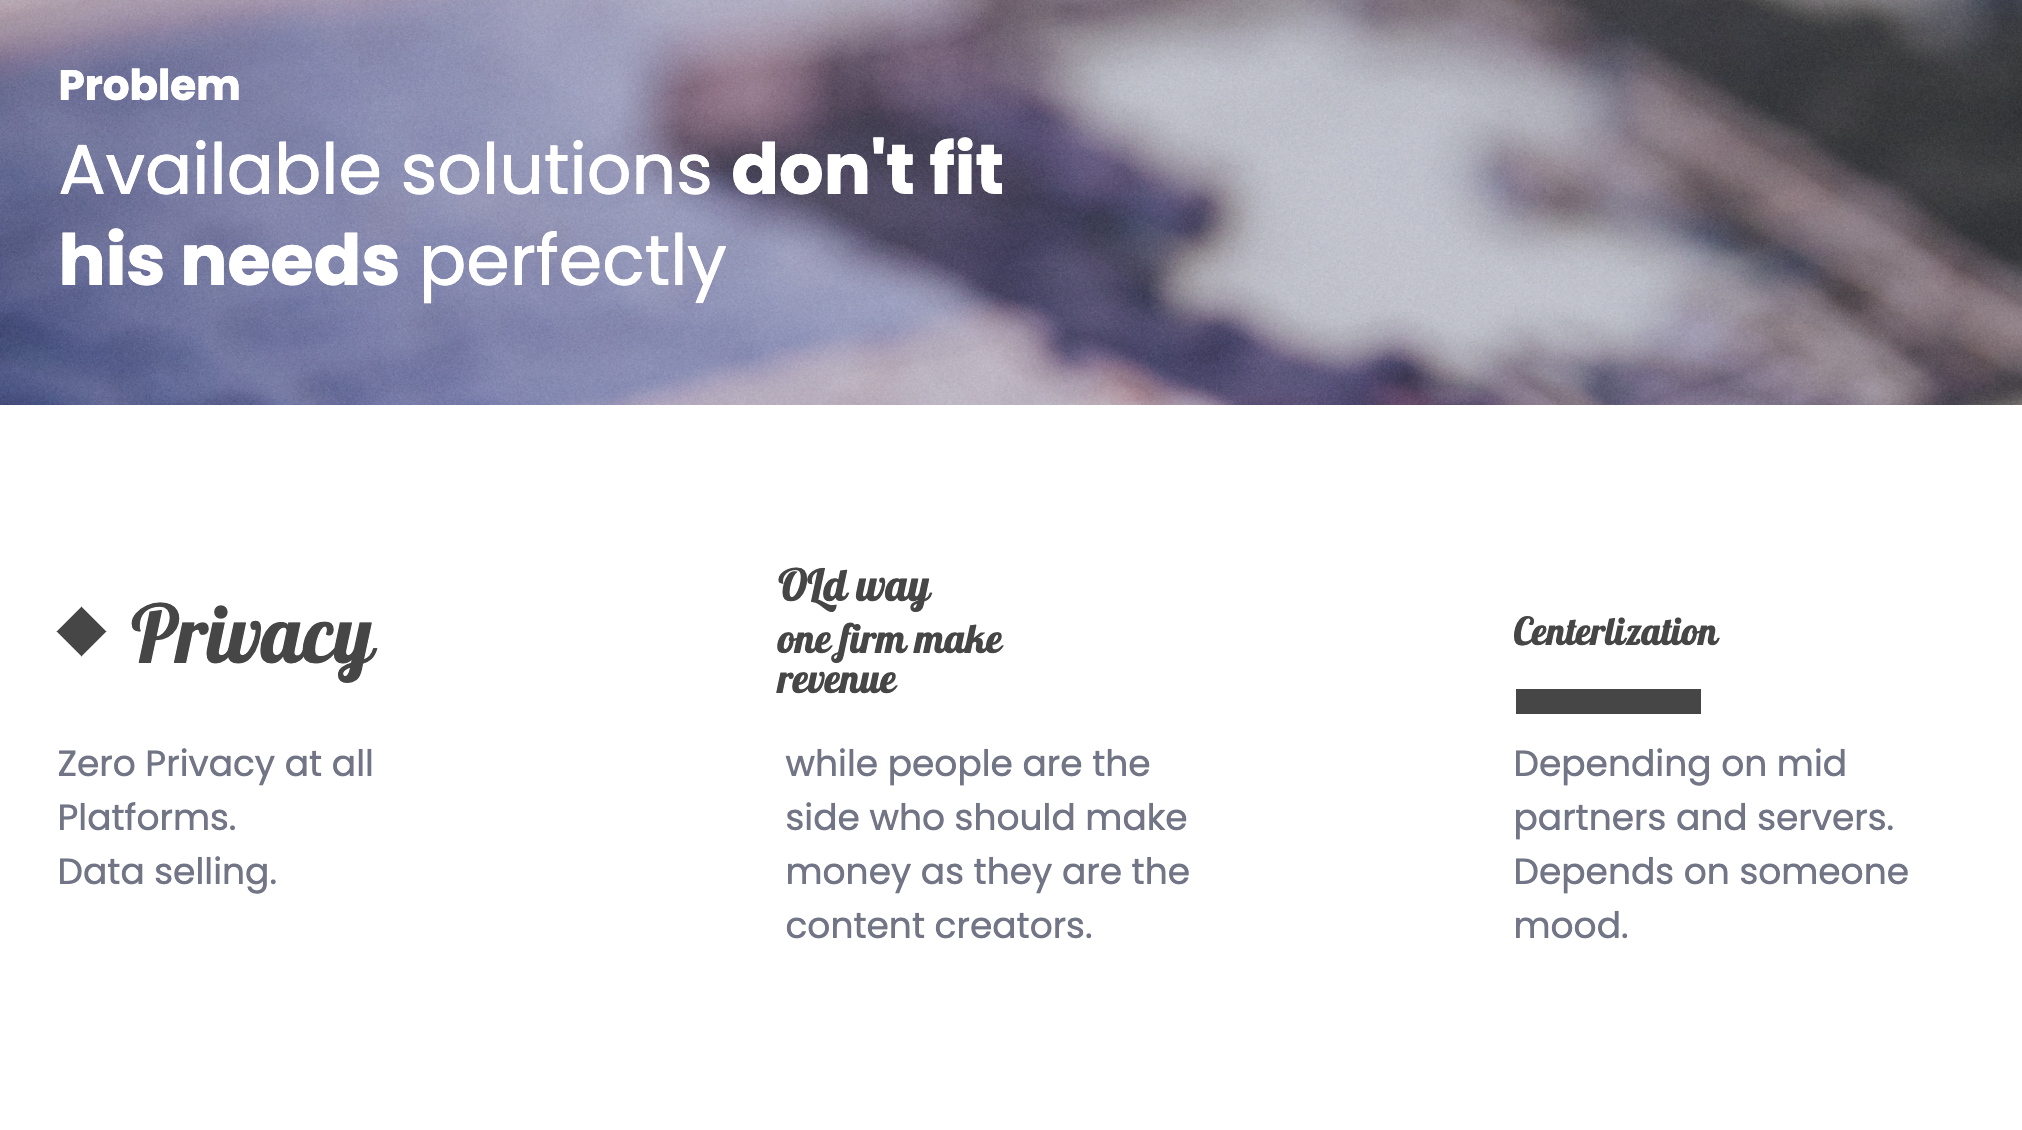 Problem
Available solutions don't fit
his needs perfectly
Privacy
Zero Privacy at all
Platforms.
Data selling.
OLd way
one firm make
revenue
while people are the
side who should make
money as they are the
content creators.
Centerlization
Depending on mid
partners and servers.
Depends on someone
mood.